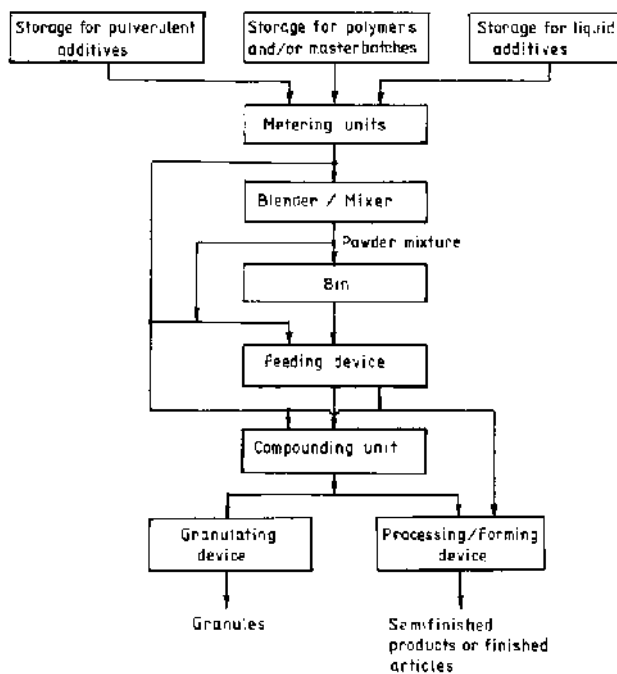 Storage for pulverulent
additives
Storage for polymers
and/or masterbatches
Storage for liquid
additives
Metering units
Blender / Mixer
Powder mixture
Bin
Feeding device
Compounding unit
Granulating
device
Processing/Forming
device
Granules
Semifinished
products or finished
articles